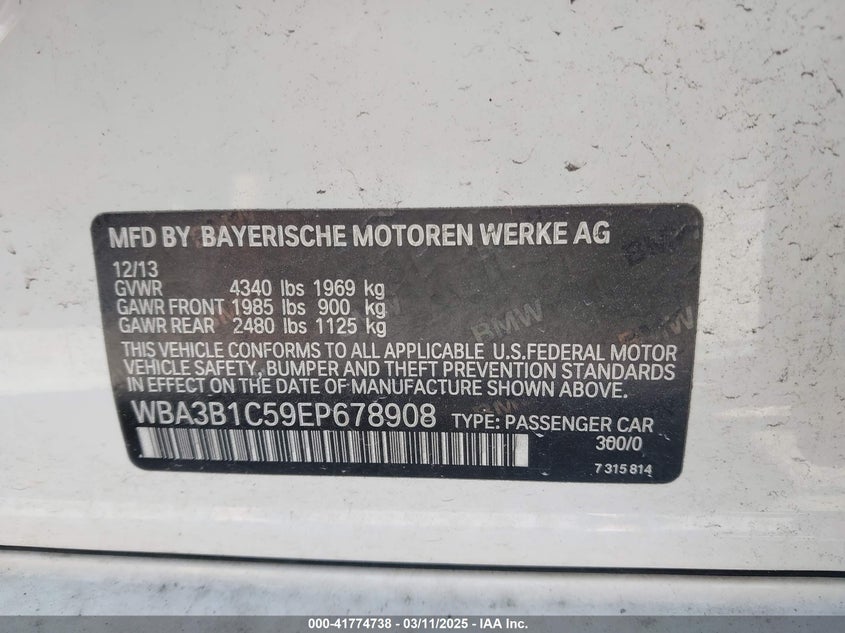 MFD BY BAYERISCHE MOTOREN WERKE AG
12/13
GVWR 4340 lbs 1969 kg
GAWR FRONT 1985 lbs 900 kg
GAWR REAR 2480 lbs 1125 kg
THIS VEHICLE CONFORMS TO ALL APPLICABLE U.S.FEDERAL MOTOR
VEHICLE SAFETY, BUMPER AND THEFT PREVENTION STANDARDS
IN EFFECT ON THE DATE OF MANUFACTURE SHOWN ABOVE.
WBA3B1C59EP678908 TYPE: PASSENGER CAR
300/0
7 315 814
BMW
BMW
BMW
000-41774738 - 03/11/2025 - IAA Inc.